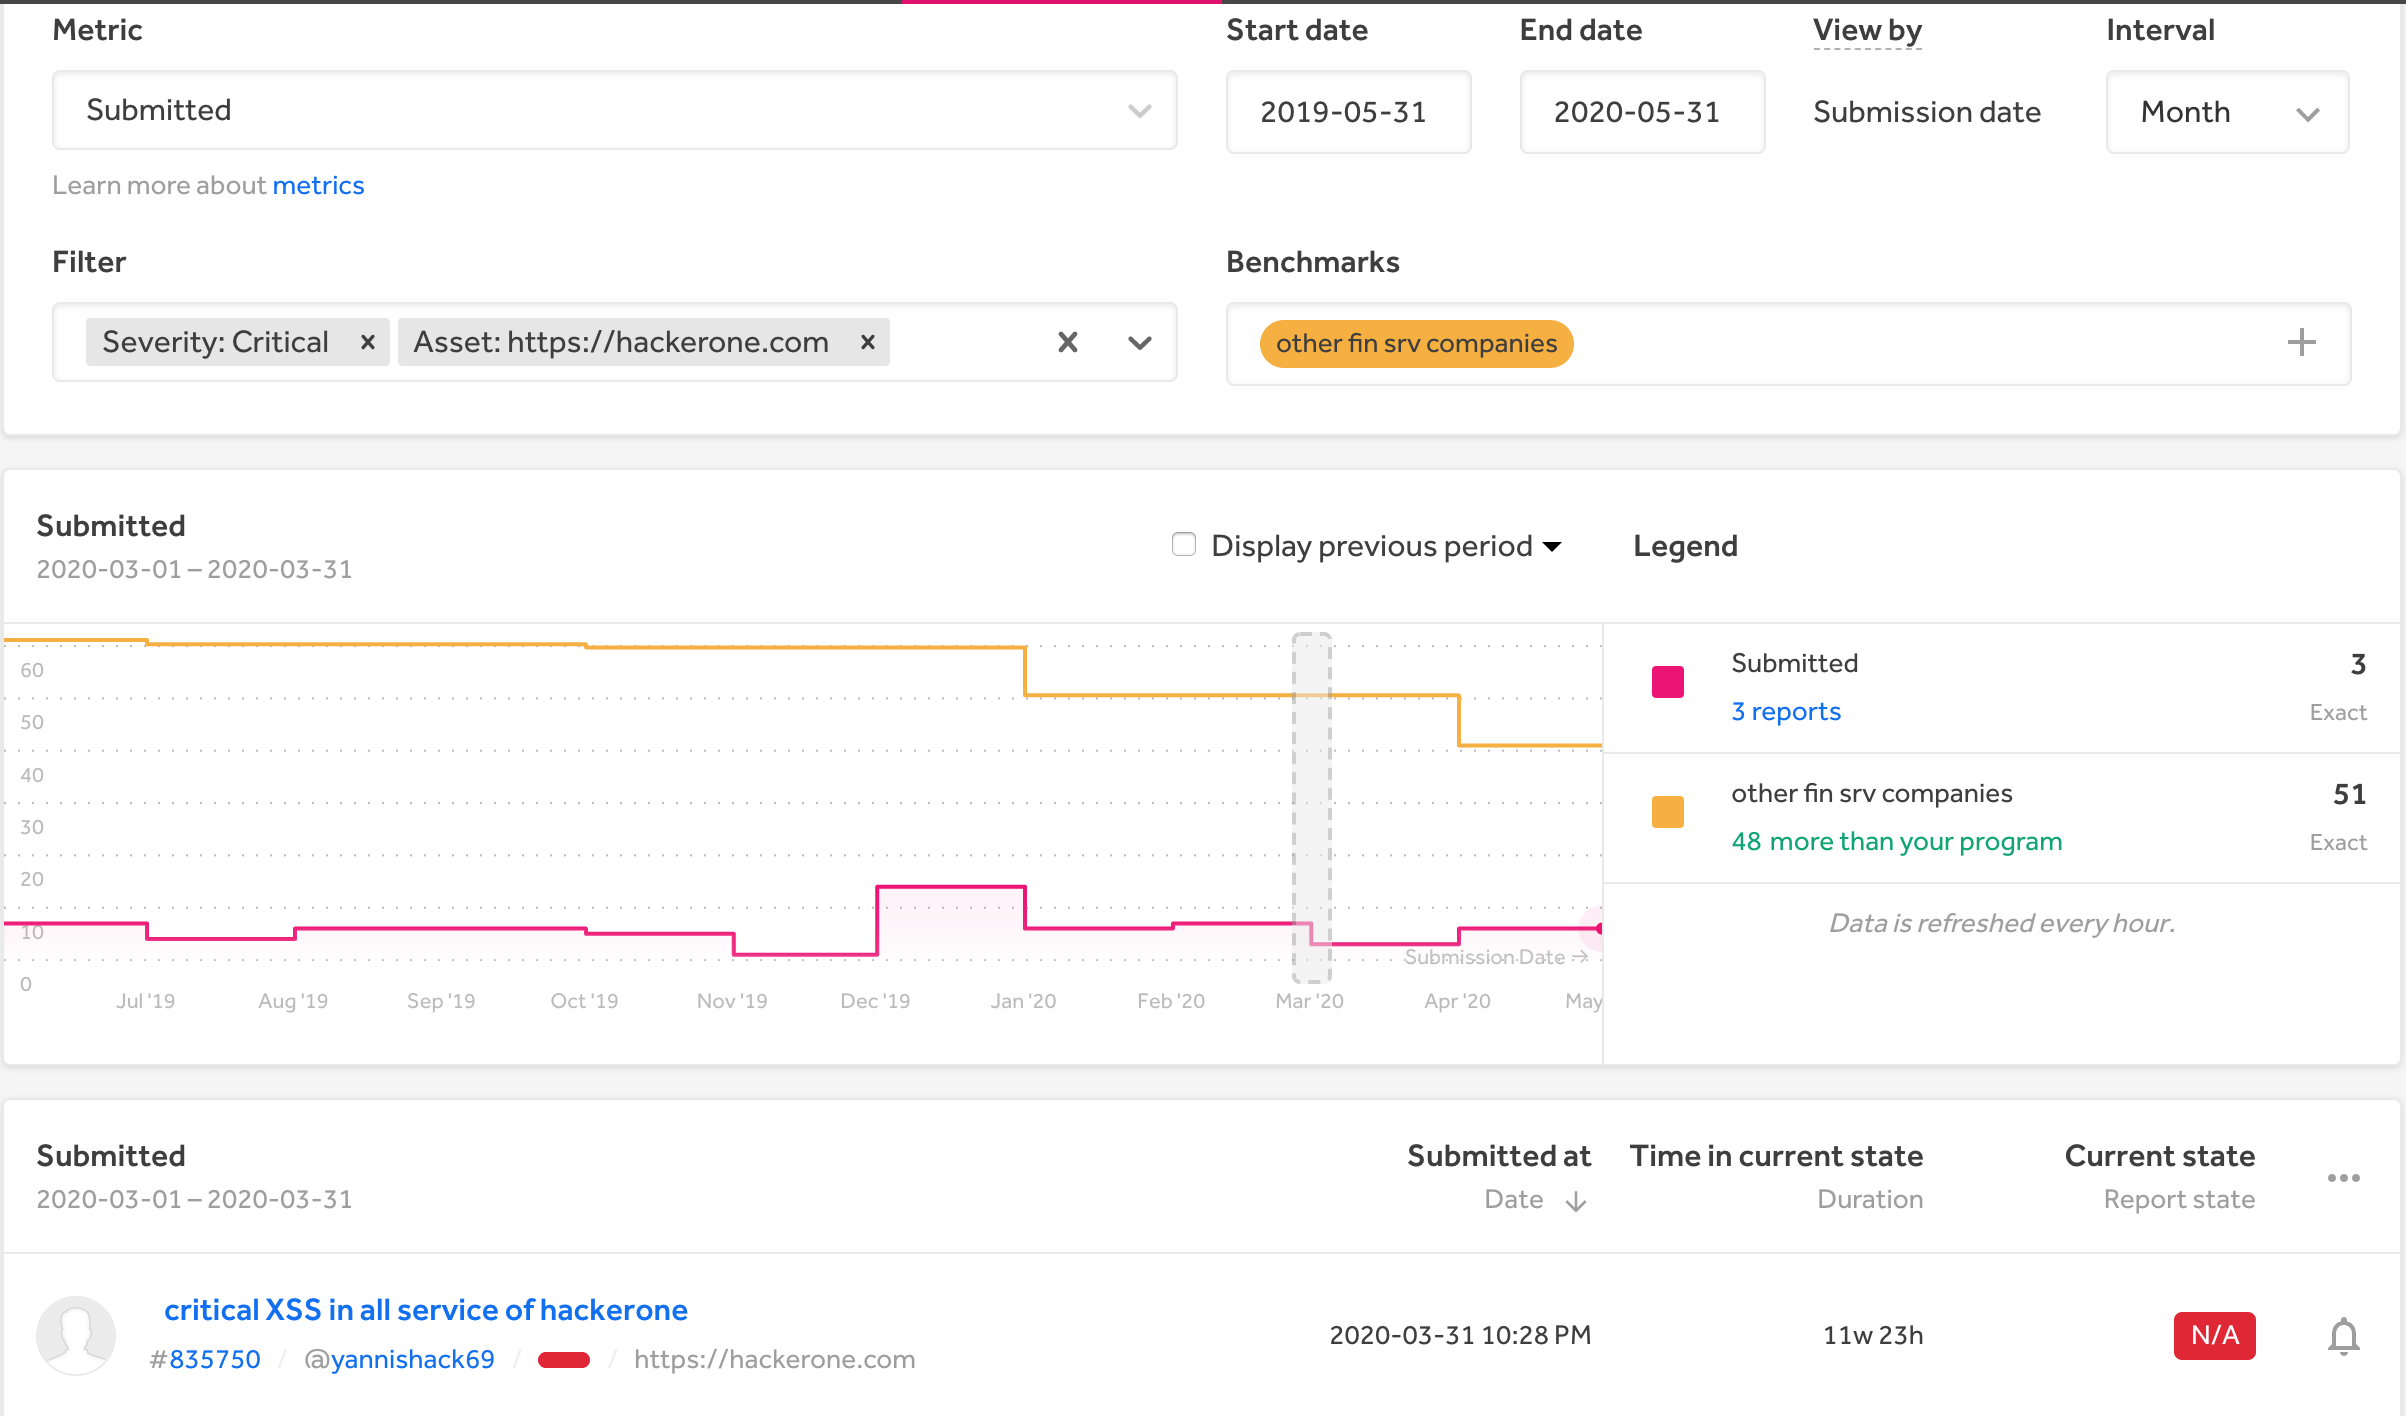 Metric
Start date
End date
View by
Interval
Submitted
2019-05-31
2020-05-31
Submission date
Month
Learn more about metrics
Filter
Benchmarks
Severity: Critical
Asset: https://hackerone.com
other fin srv companies
Submitted
2020-03-01 – 2020-03-31
Display previous period
Legend
60
50
40
30
20
10
0
Submission Date →
Jul '19
Aug '19
Sep '19
Oct '19
Nov '19
Dec '19
Jan '20
Feb '20
Mar '20
Apr '20
May
Submitted
3
3 reports
Exact
other fin srv companies
51
48 more than your program
Exact
Data is refreshed every hour.
Submitted
Submitted at
Time in current state
Current state
2020-03-01 – 2020-03-31
Date
Duration
Report state
critical XSS in all service of hackerone
#835750 / @yannishack69 / / https://hackerone.com
2020-03-31 10:28 PM
11w 23h
N/A